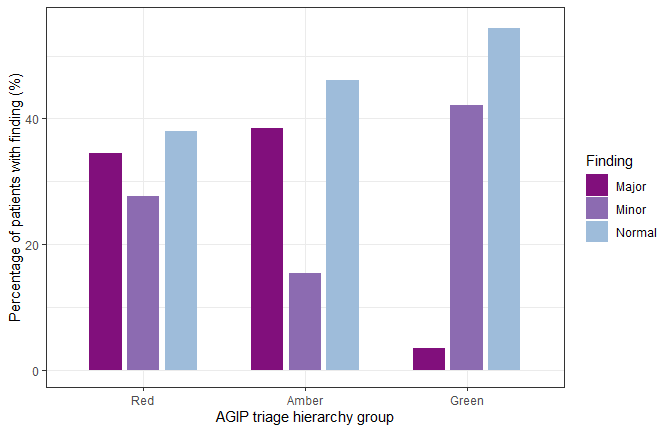 Percentage of patients with finding (%)
40
20
0
Red Amber Green
AGIP triage hierarchy group
Finding
Major
Minor
Normal